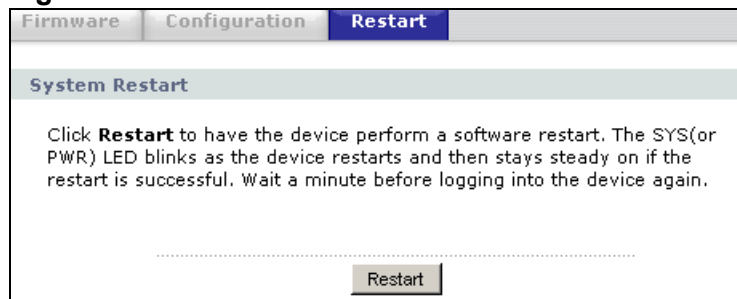 Firmware Configuration Restart
System Restart
Click Restart to have the device perform a software restart. The SYS(or
PWR) LED blinks as the device restarts and then stays steady on if the
restart is successful. Wait a minute before logging into the device again.
Restart